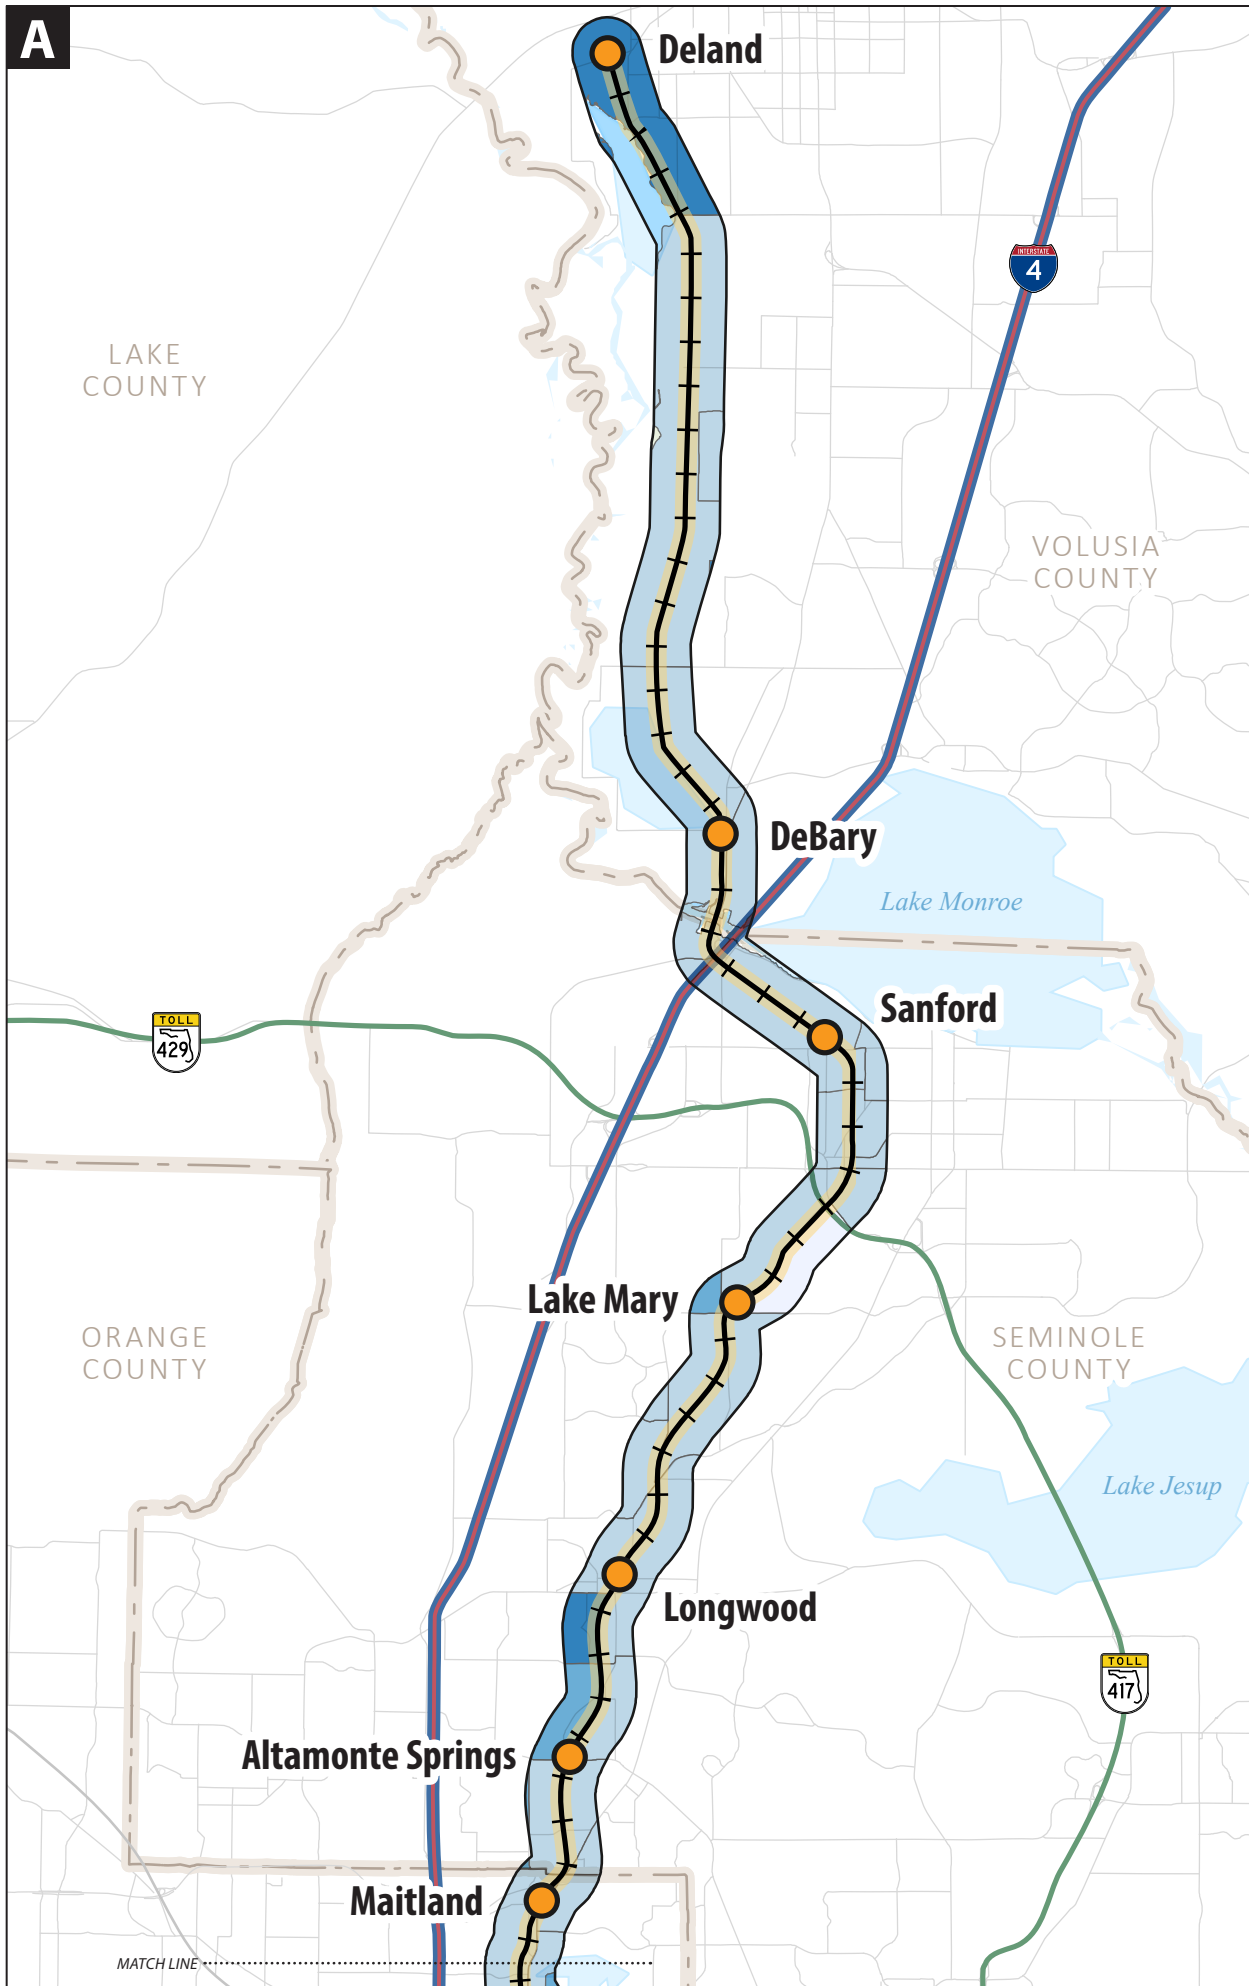 A
Deland
INTERSTATE
4
LAKE
COUNTY
VOLUSIA
COUNTY
DeBary
Lake Monroe
Sanford
TOLL
429
Lake Mary
ORANGE
COUNTY
SEMINOLE
COUNTY
Lake Jesup
Longwood
TOLL
417
Altamonte Springs
Maitland
MATCH LINE